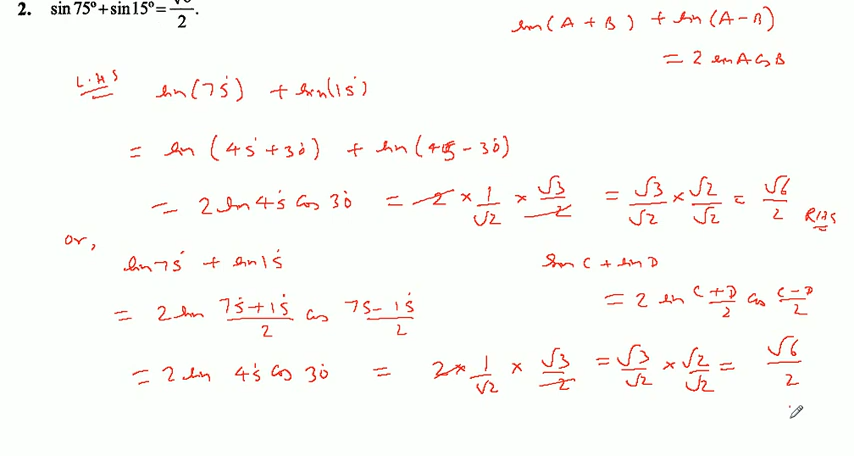 2. sin 75° + sin 15° = √6/2.
sin(A + B) + sin(A − B)
= 2 sin A cos B
L.H.S
sin(75°) + sin(15°)
= sin (45° + 30°) + sin (45 − 30°)
= 2 sin 45° cos 30° = 2 × 1/√2 × √3/2 = √3/√2 × √2/√2 = √6/2 R.H.S
or,
sin 75° + sin 15°
sin C + sin D
= 2 sin (C+D)/2 cos (C−D)/2
= 2 sin (75°+15°)/2 cos (75−15°)/2
= 2 sin 45° cos 30° = 2 × 1/√2 × √3/2 = √3/√2 × √2/√2 = √6/2